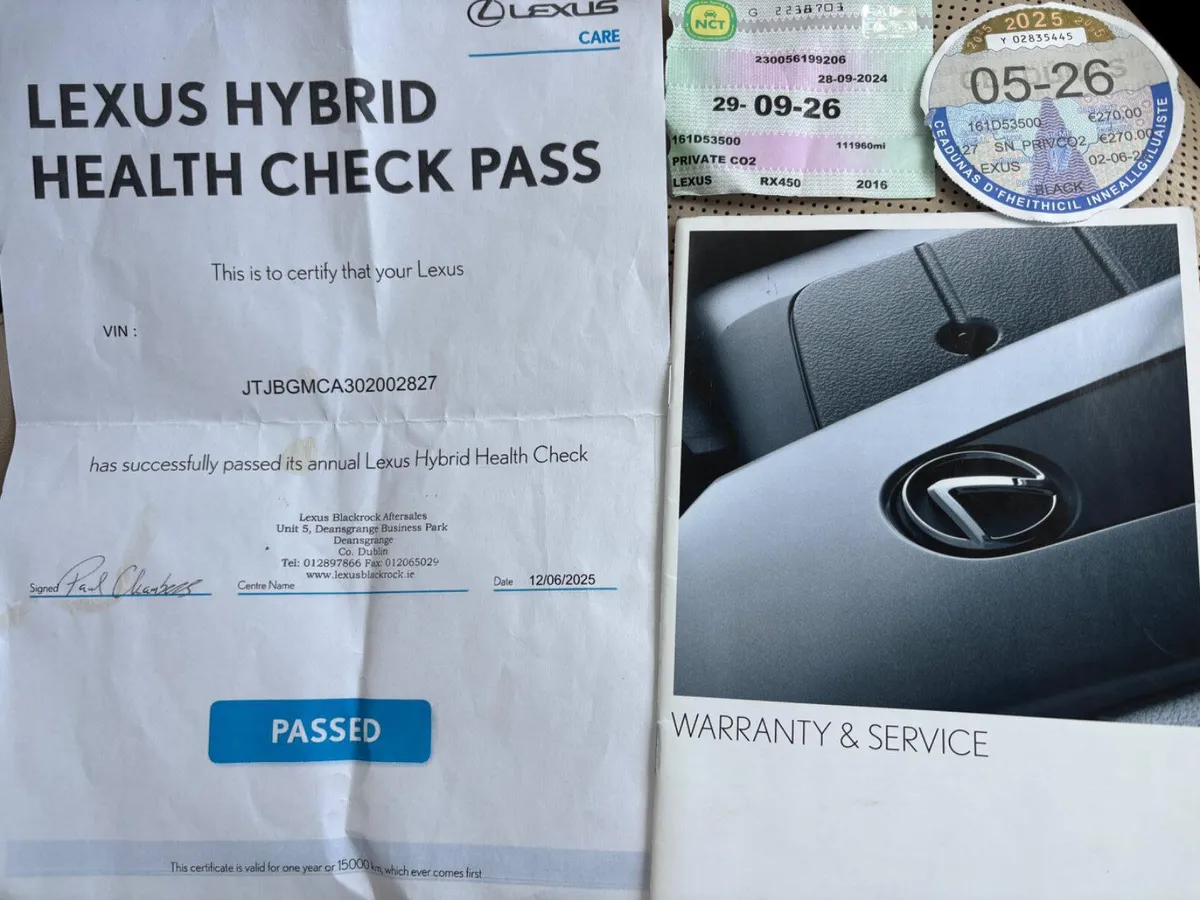 LEXUS
CARE
LEXUS HYBRID
HEALTH CHECK PASS
This is to certify that your Lexus
VIN :
JTJBGMCA302002827
has successfully passed its annual Lexus Hybrid Health Check
Lexus Blackrock Aftersales
Unit 5, Deansgrange Business Park
Deansgrange
Co. Dublin
Tel: 012897866 Fax 012065029
www.lexusblackrock.ie
Signed Paul Chambers
Centre Name
Date 12/06/2025
PASSED
This certificate is valid for one year or 15000 km, which ever comes first
NCT
G 2238703
230056199206
28-09-2024
29- 09-26
161D53500
111960mi
PRIVATE CO2
LEXUS RX450 2016
2025 2025 2025
Y 02835445
05-26
161D53500 €270.00
27 SN PRIVCO2 €270.00
LEXUS 02-06-2
BLACK
CEADÚNAS D'FHEITHICIL INNEALLGHLUAISTE
WARRANTY & SERVICE